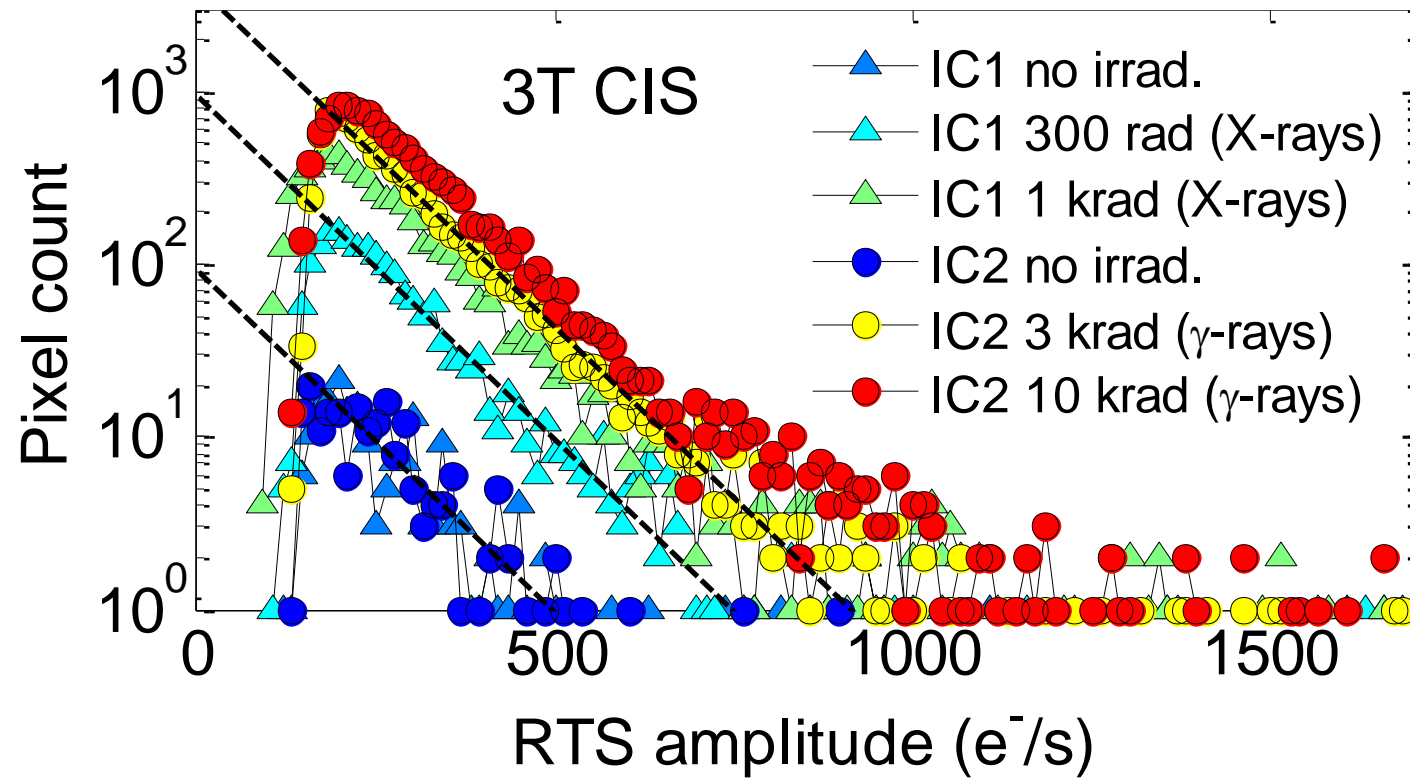 3T CIS
IC1 no irrad.
IC1 300 rad (X-rays)
IC1 1 krad (X-rays)
IC2 no irrad.
IC2 3 krad (γ-rays)
IC2 10 krad (γ-rays)
Pixel count
10³
10²
10¹
10⁰
0 500 1000 1500
RTS amplitude (e⁻/s)